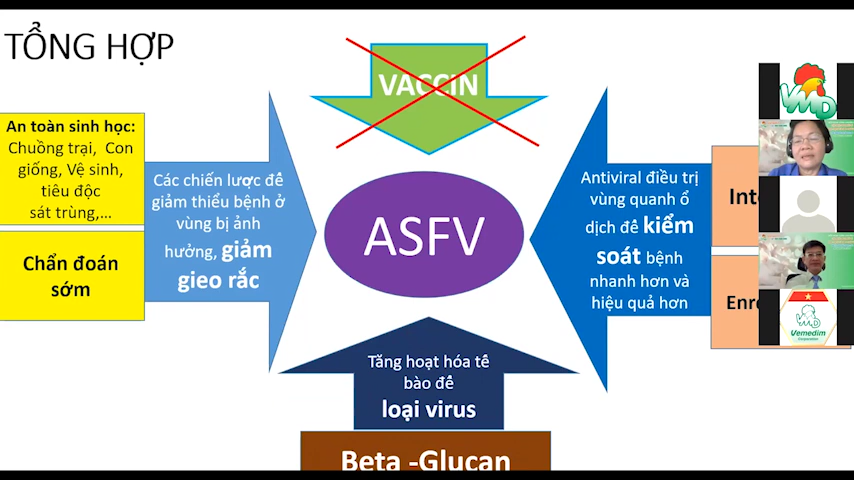 TỔNG HỢP
VACCIN
An toàn sinh học:
Chuồng trại, Con
giống, Vệ sinh,
tiêu độc
sát trùng,...
Chẩn đoán
sớm
Các chiến lược để
giảm thiểu bệnh ở
vùng bị ảnh
hưởng, giảm
gieo rắc
ASFV
Antiviral điều trị
vùng quanh ổ
dịch để kiểm
soát bệnh
nhanh hơn và
hiệu quả hơn
Tăng hoạt hóa tế
bào để
loại virus
Beta -Glucan
VMD
Vemedim
Corporation